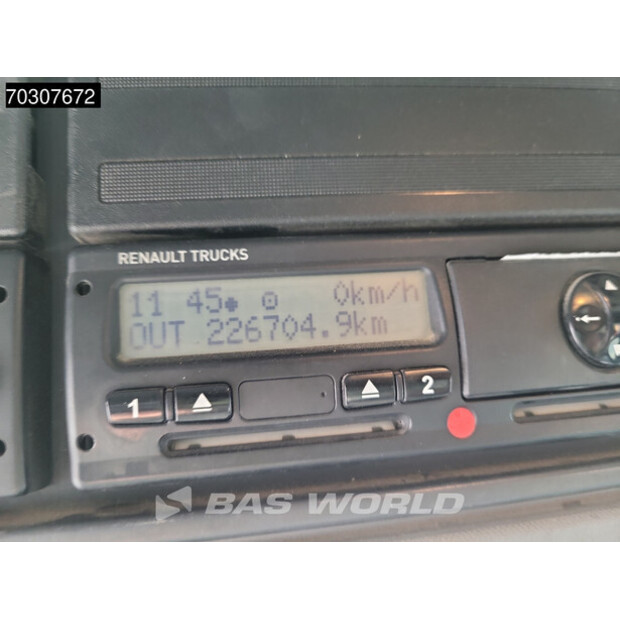 70307672
RENAULT TRUCKS
11 45 0km/h
OUT 226704.9km
1 2
BAS WORLD